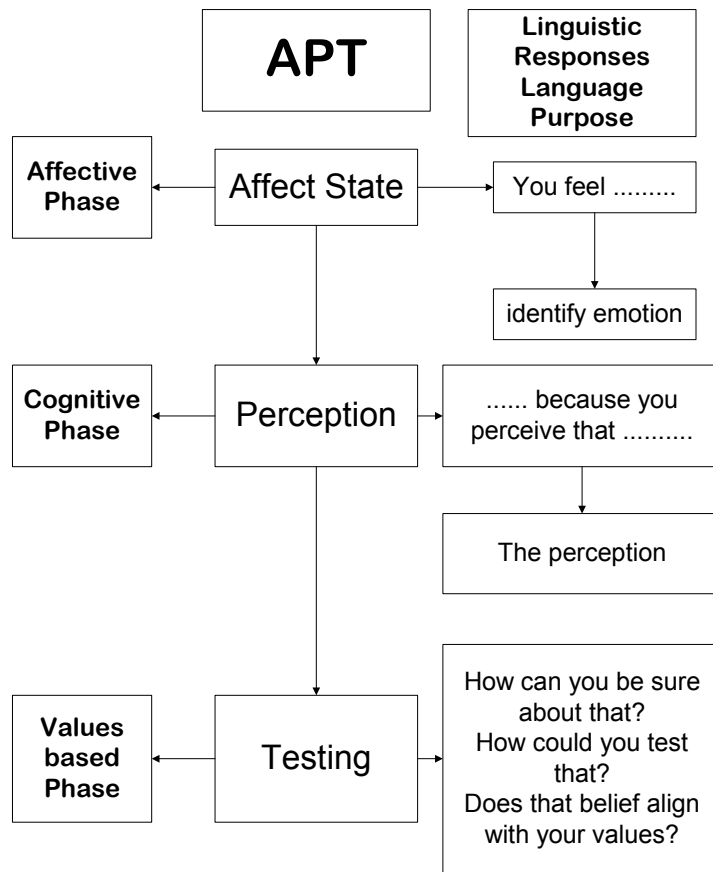 APT
Linguistic
Responses
Language
Purpose
Affective
Phase
Affect State
You feel .........
identify emotion
Cognitive
Phase
Perception
...... because you
perceive that ..........
The perception
Values
based
Phase
Testing
How can you be sure
about that?
How could you test
that?
Does that belief align
with your values?